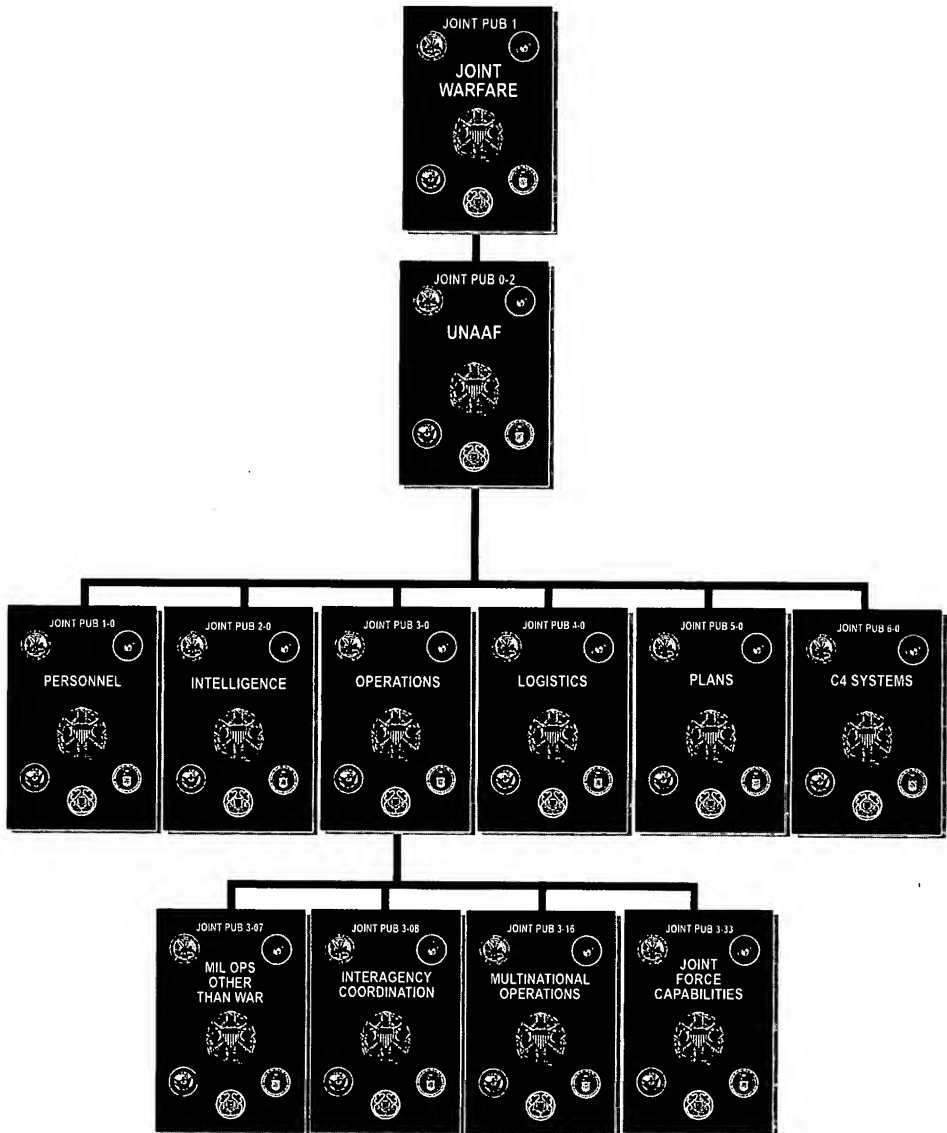 JOINT PUB 1
JOINT
WARFARE
JOINT PUB 0-2
UNAAF
JOINT PUB 1-0
PERSONNEL
JOINT PUB 2-0
INTELLIGENCE
JOINT PUB 3-0
OPERATIONS
JOINT PUB 4-0
LOGISTICS
JOINT PUB 5-0
PLANS
JOINT PUB 6-0
C4 SYSTEMS
JOINT PUB 3-07
MIL OPS
OTHER
THAN WAR
JOINT PUB 3-08
INTERAGENCY
COORDINATION
JOINT PUB 3-16
MULTINATIONAL
OPERATIONS
JOINT PUB 3-33
JOINT
FORCE
CAPABILITIES